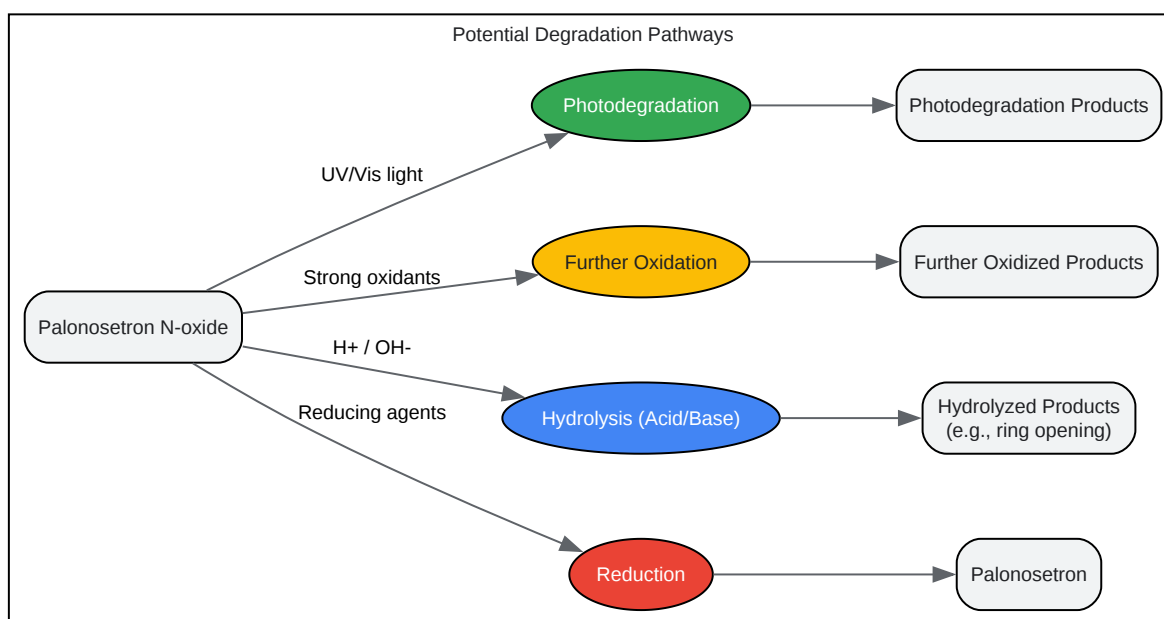 Potential Degradation Pathways
Photodegradation
Photodegradation Products
UV/Vis light
Strong oxidants
Further Oxidation
Further Oxidized Products
Palonosetron N-oxide
H+ / OH-
Reducing agents
Hydrolysis (Acid/Base)
Hydrolyzed Products
(e.g., ring opening)
Reduction
Palonosetron